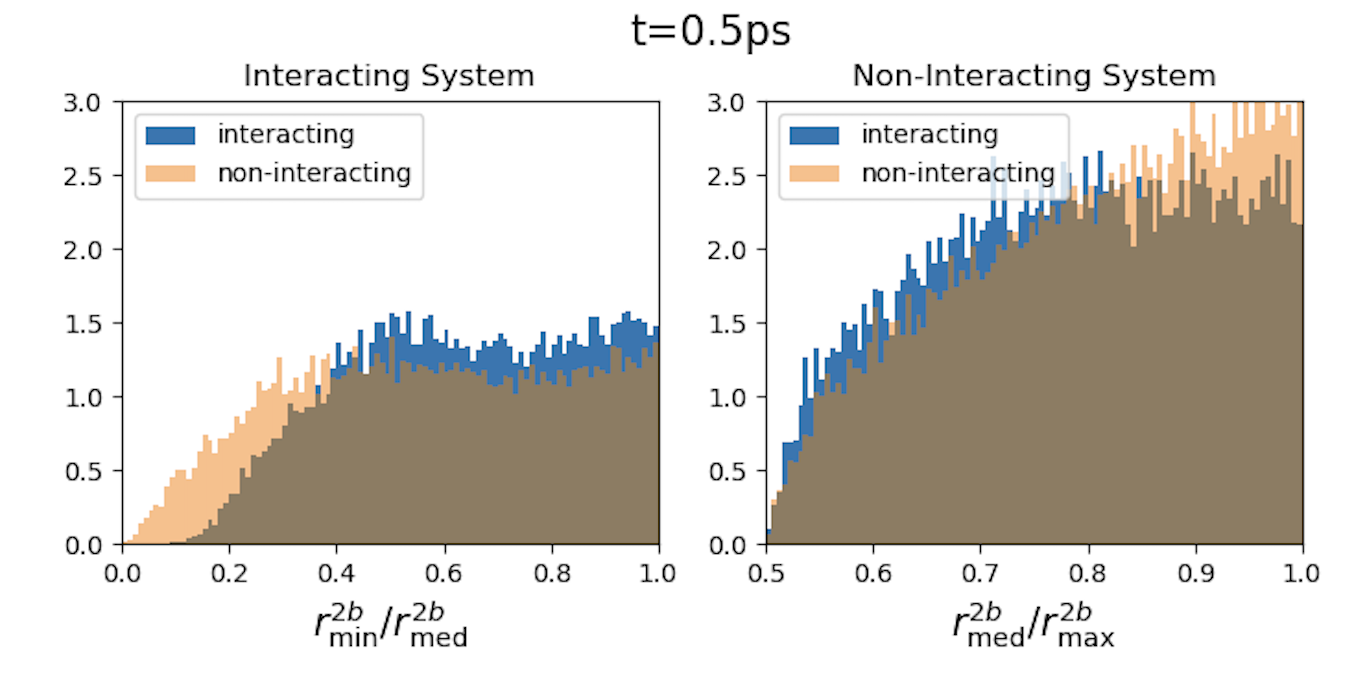 t=0.5ps
Interacting System
3.0
2.5
2.0
1.5
1.0
0.5
0.0
interacting
non-interacting
0.0 0.2 0.4 0.6 0.8 1.0
r^{2b}_{min}/r^{2b}_{med}
Non-Interacting System
3.0
2.5
2.0
1.5
1.0
0.5
0.0
interacting
non-interacting
0.5 0.6 0.7 0.8 0.9 1.0
r^{2b}_{med}/r^{2b}_{max}